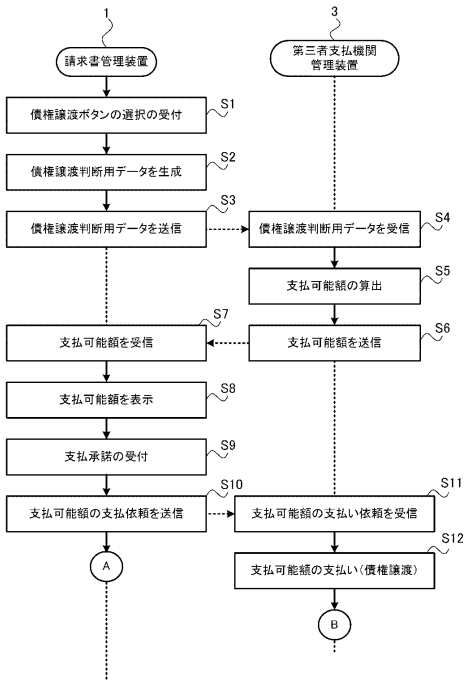 1
請求書管理装置
3
第三者支払機関
管理装置
S1
債権譲渡ボタンの選択の受付
S2
債権譲渡判断用データを生成
S3
債権譲渡判断用データを送信
S4
債権譲渡判断用データを受信
S5
支払可能額の算出
S6
支払可能額を送信
S7
支払可能額を受信
S8
支払可能額を表示
S9
支払承諾の受付
S10
支払可能額の支払依頼を送信
S11
支払可能額の支払い依頼を受信
S12
支払可能額の支払い(債権譲渡)
A
B